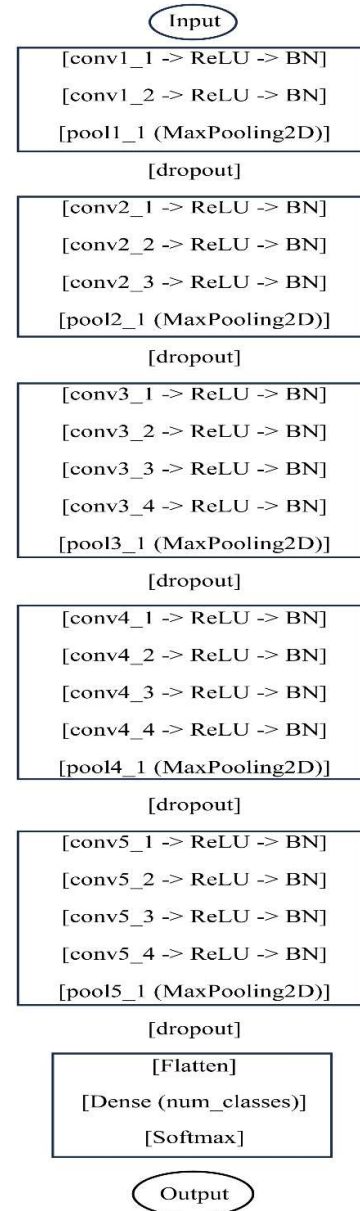 Input
[conv1_1 -> ReLU -> BN]
[conv1_2 -> ReLU -> BN]
[pool1_1 (MaxPooling2D)]
[dropout]
[conv2_1 -> ReLU -> BN]
[conv2_2 -> ReLU -> BN]
[conv2_3 -> ReLU -> BN]
[pool2_1 (MaxPooling2D)]
[dropout]
[conv3_1 -> ReLU -> BN]
[conv3_2 -> ReLU -> BN]
[conv3_3 -> ReLU -> BN]
[conv3_4 -> ReLU -> BN]
[pool3_1 (MaxPooling2D)]
[dropout]
[conv4_1 -> ReLU -> BN]
[conv4_2 -> ReLU -> BN]
[conv4_3 -> ReLU -> BN]
[conv4_4 -> ReLU -> BN]
[pool4_1 (MaxPooling2D)]
[dropout]
[conv5_1 -> ReLU -> BN]
[conv5_2 -> ReLU -> BN]
[conv5_3 -> ReLU -> BN]
[conv5_4 -> ReLU -> BN]
[pool5_1 (MaxPooling2D)]
[dropout]
[Flatten]
[Dense (num_classes)]
[Softmax]
Output